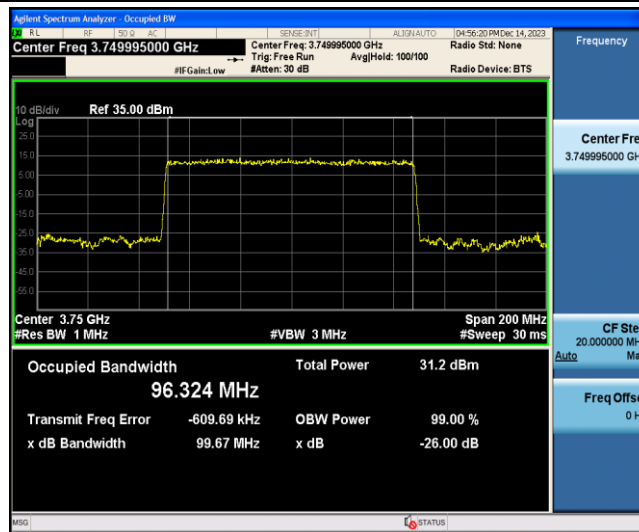 Agilent Spectrum Analyzer - Occupied BW
RL RF 50 Ω AC SENSE:INT ALIGN AUTO 04:56:20 PM Dec 14, 2023
Center Freq 3.749995000 GHz
Center Freq: 3.749995000 GHz
Radio Std: None
Trig: Free Run Avg|Hold: 100/100
#IFGain:Low #Atten: 30 dB Radio Device: BTS
Frequency
10 dB/div Ref 35.00 dBm
Log
25.0
15.0
5.00
-5.00
-15.0
-25.0
-35.0
-45.0
-55.0
Center 3.75 GHz Span 200 MHz
#Res BW 1 MHz #VBW 3 MHz #Sweep 30 ms
Occupied Bandwidth Total Power 31.2 dBm
96.324 MHz
Transmit Freq Error -609.69 kHz OBW Power 99.00 %
x dB Bandwidth 99.67 MHz x dB -26.00 dB
Center Fre
3.749995000 GH
CF Ste
20.000000 MH
Auto Ma
Freq Offse
0 H
MSG STATUS